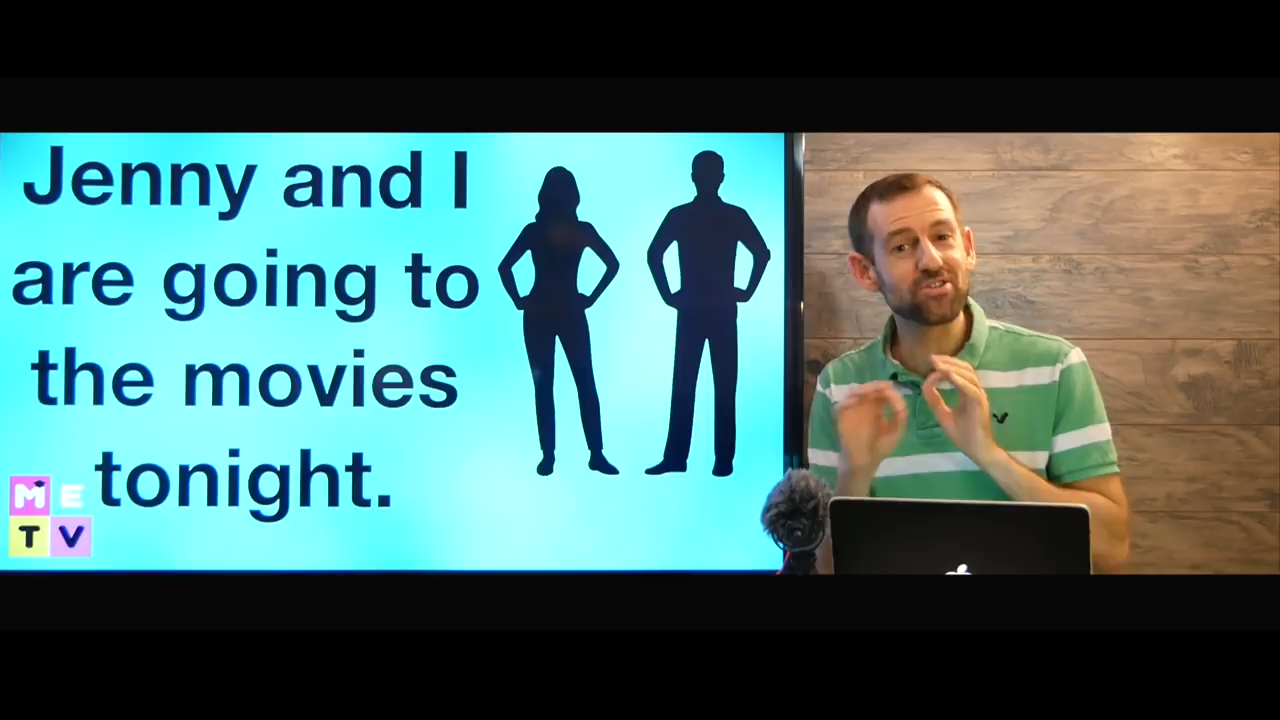 Jenny and I
are going to
the movies
tonight.
M E
T V